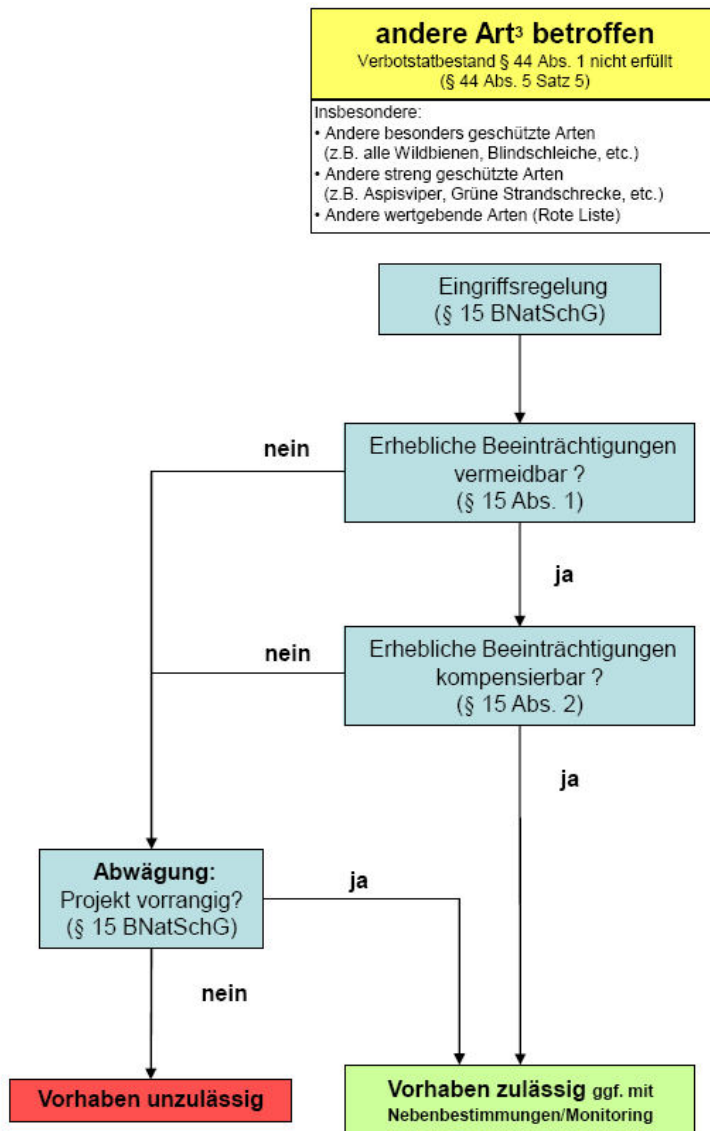 andere Art³ betroffen
Verbotstatbestand § 44 Abs. 1 nicht erfüllt
(§ 44 Abs. 5 Satz 5)
Insbesondere:
• Andere besonders geschützte Arten
(z.B. alle Wildbienen, Blindschleiche, etc.)
• Andere streng geschützte Arten
(z.B. Aspisviper, Grüne Strandschrecke, etc.)
• Andere wertgebende Arten (Rote Liste)
Eingriffsregelung
(§ 15 BNatSchG)
nein
Erhebliche Beeinträchtigungen
vermeidbar ?
(§ 15 Abs. 1)
ja
nein
Erhebliche Beeinträchtigungen
kompensierbar ?
(§ 15 Abs. 2)
ja
Abwägung:
Projekt vorrangig?
(§ 15 BNatSchG)
ja
nein
Vorhaben unzulässig
Vorhaben zulässig ggf. mit
Nebenbestimmungen/Monitoring